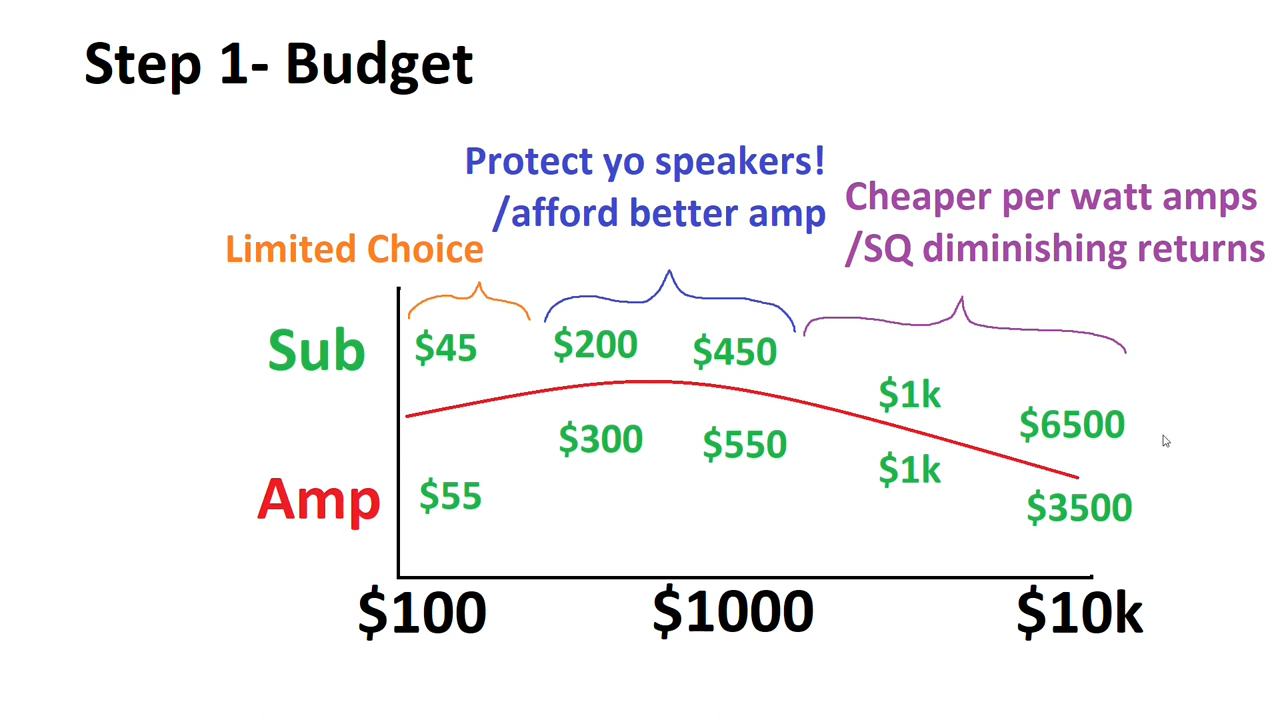 Step 1- Budget
Protect yo speakers!
/afford better amp
Cheaper per watt amps
/SQ diminishing returns
Limited Choice
Sub
$45
$200
$450
$1k
$6500
Amp
$55
$300
$550
$1k
$3500
$100
$1000
$10k